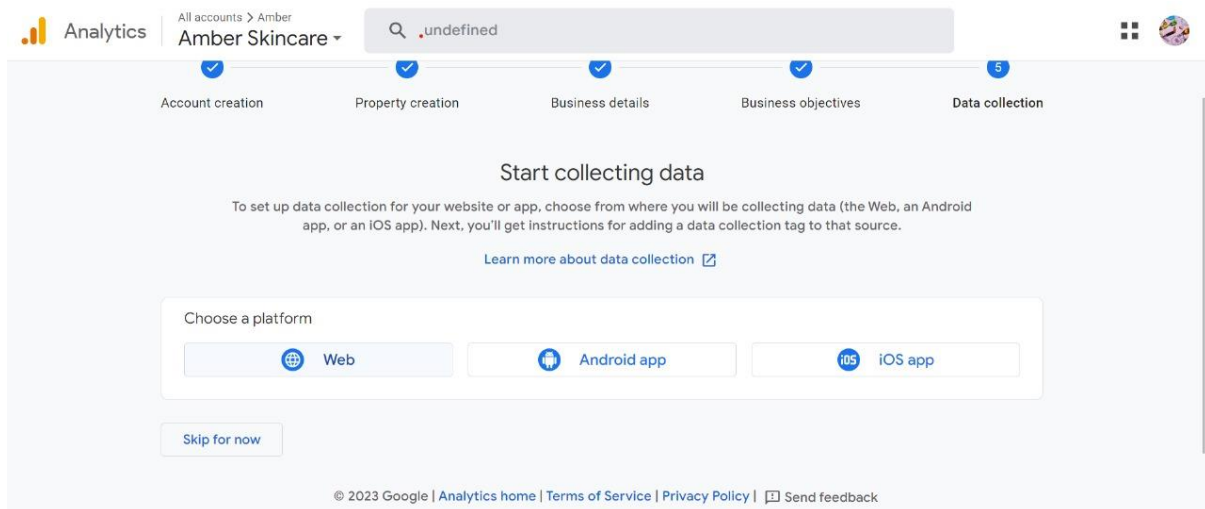 Analytics
All accounts > Amber
Amber Skincare
undefined
5
Account creation
Property creation
Business details
Business objectives
Data collection
Start collecting data
To set up data collection for your website or app, choose from where you will be collecting data (the Web, an Android
app, or an iOS app). Next, you'll get instructions for adding a data collection tag to that source.
Learn more about data collection
Choose a platform
Web
Android app
iOS
iOS app
Skip for now
© 2023 Google | Analytics home | Terms of Service | Privacy Policy | Send feedback